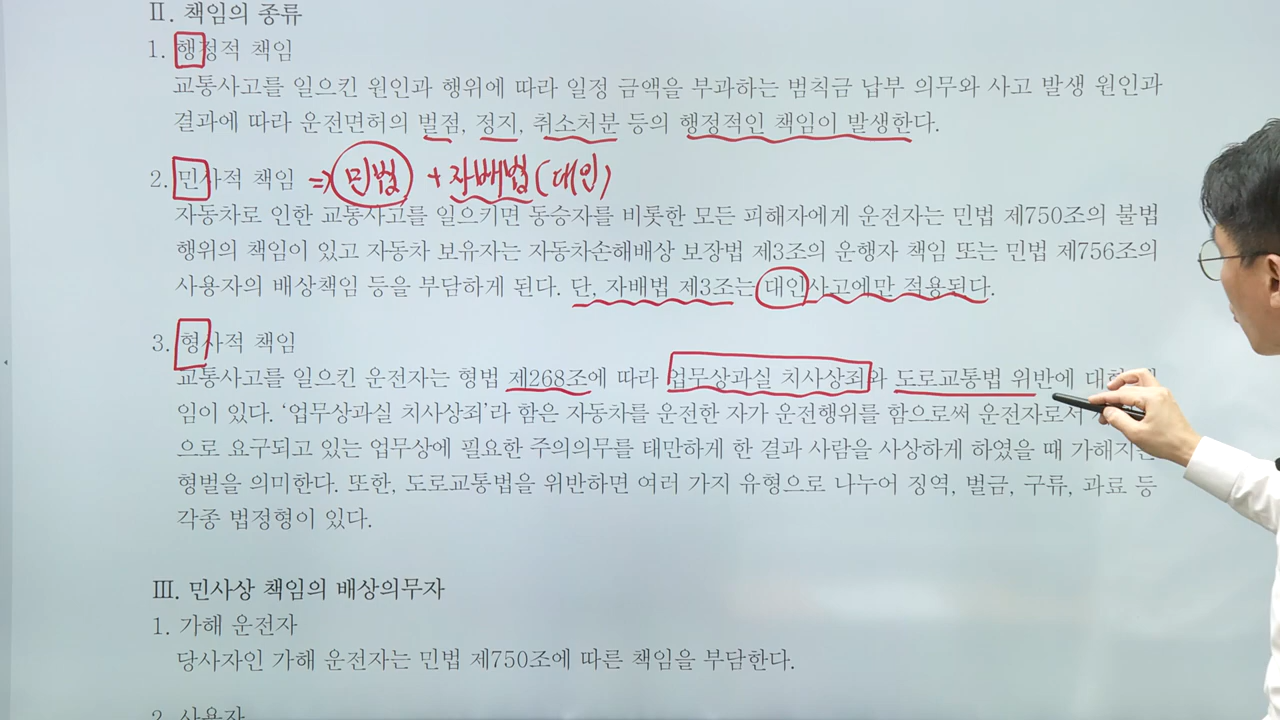 Ⅱ. 책임의 종류
1. 행정적 책임
교통사고를 일으킨 원인과 행위에 따라 일정 금액을 부과하는 범칙금 납부 의무와 사고 발생 원인과
결과에 따라 운전면허의 벌점, 정지, 취소처분 등의 행정적인 책임이 발생한다.
2. 민사적 책임 ⇒ 민법 + 자배법 (대인)
자동차로 인한 교통사고를 일으키면 동승자를 비롯한 모든 피해자에게 운전자는 민법 제750조의 불법
행위의 책임이 있고 자동차 보유자는 자동차손해배상 보장법 제3조의 운행자 책임 또는 민법 제756조의
사용자의 배상책임 등을 부담하게 된다. 단, 자배법 제3조는 대인사고에만 적용된다.
3. 형사적 책임
교통사고를 일으킨 운전자는 형법 제268조에 따라 업무상과실 치사상죄와 도로교통법 위반에
임이 있다. ‘업무상과실 치사상죄’라 함은 자동차를 운전한 자가 운전행위를 함으로써 운전자로서
으로 요구되고 있는 업무상에 필요한 주의의무를 태만하게 한 결과 사람을 사상하게 하였을 때
형벌을 의미한다. 또한, 도로교통법을 위반하면 여러 가지 유형으로 나누어 징역, 벌금, 구류, 과료 등
각종 법정형이 있다.
Ⅲ. 민사상 책임의 배상의무자
1. 가해 운전자
당사자인 가해 운전자는 민법 제750조에 따른 책임을 부담한다.
2. 사용자